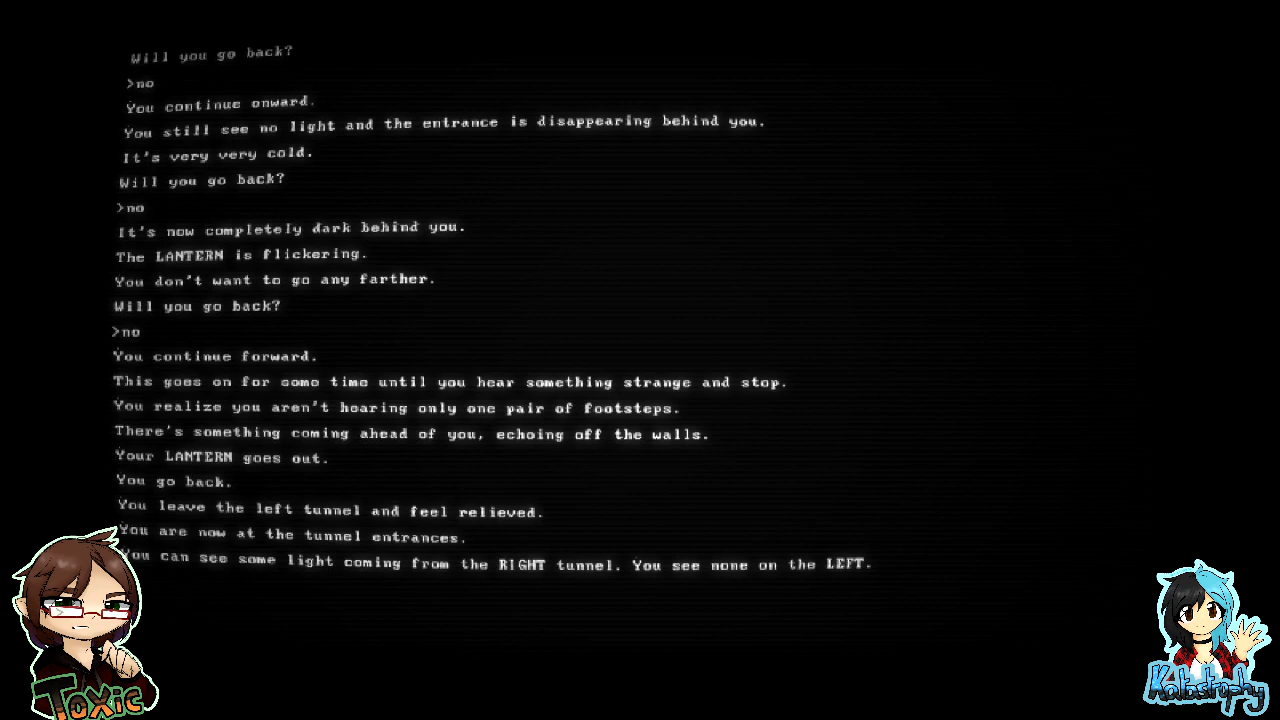 Will you go back?
>no
You continue onward.
You still see no light and the entrance is disappearing behind you.
It's very very cold.
Will you go back?
>no
It's now completely dark behind you.
The LANTERN is flickering.
You don't want to go any farther.
Will you go back?
>no
You continue forward.
This goes on for some time until you hear something strange and stop.
You realize you aren't hearing only one pair of footsteps.
There's something coming ahead of you, echoing off the walls.
Your LANTERN goes out.
You go back.
You leave the left tunnel and feel relieved.
You are now at the tunnel entrances.
You can see some light coming from the RIGHT tunnel. You see none on the LEFT.
>
Toxic
Katastrophy